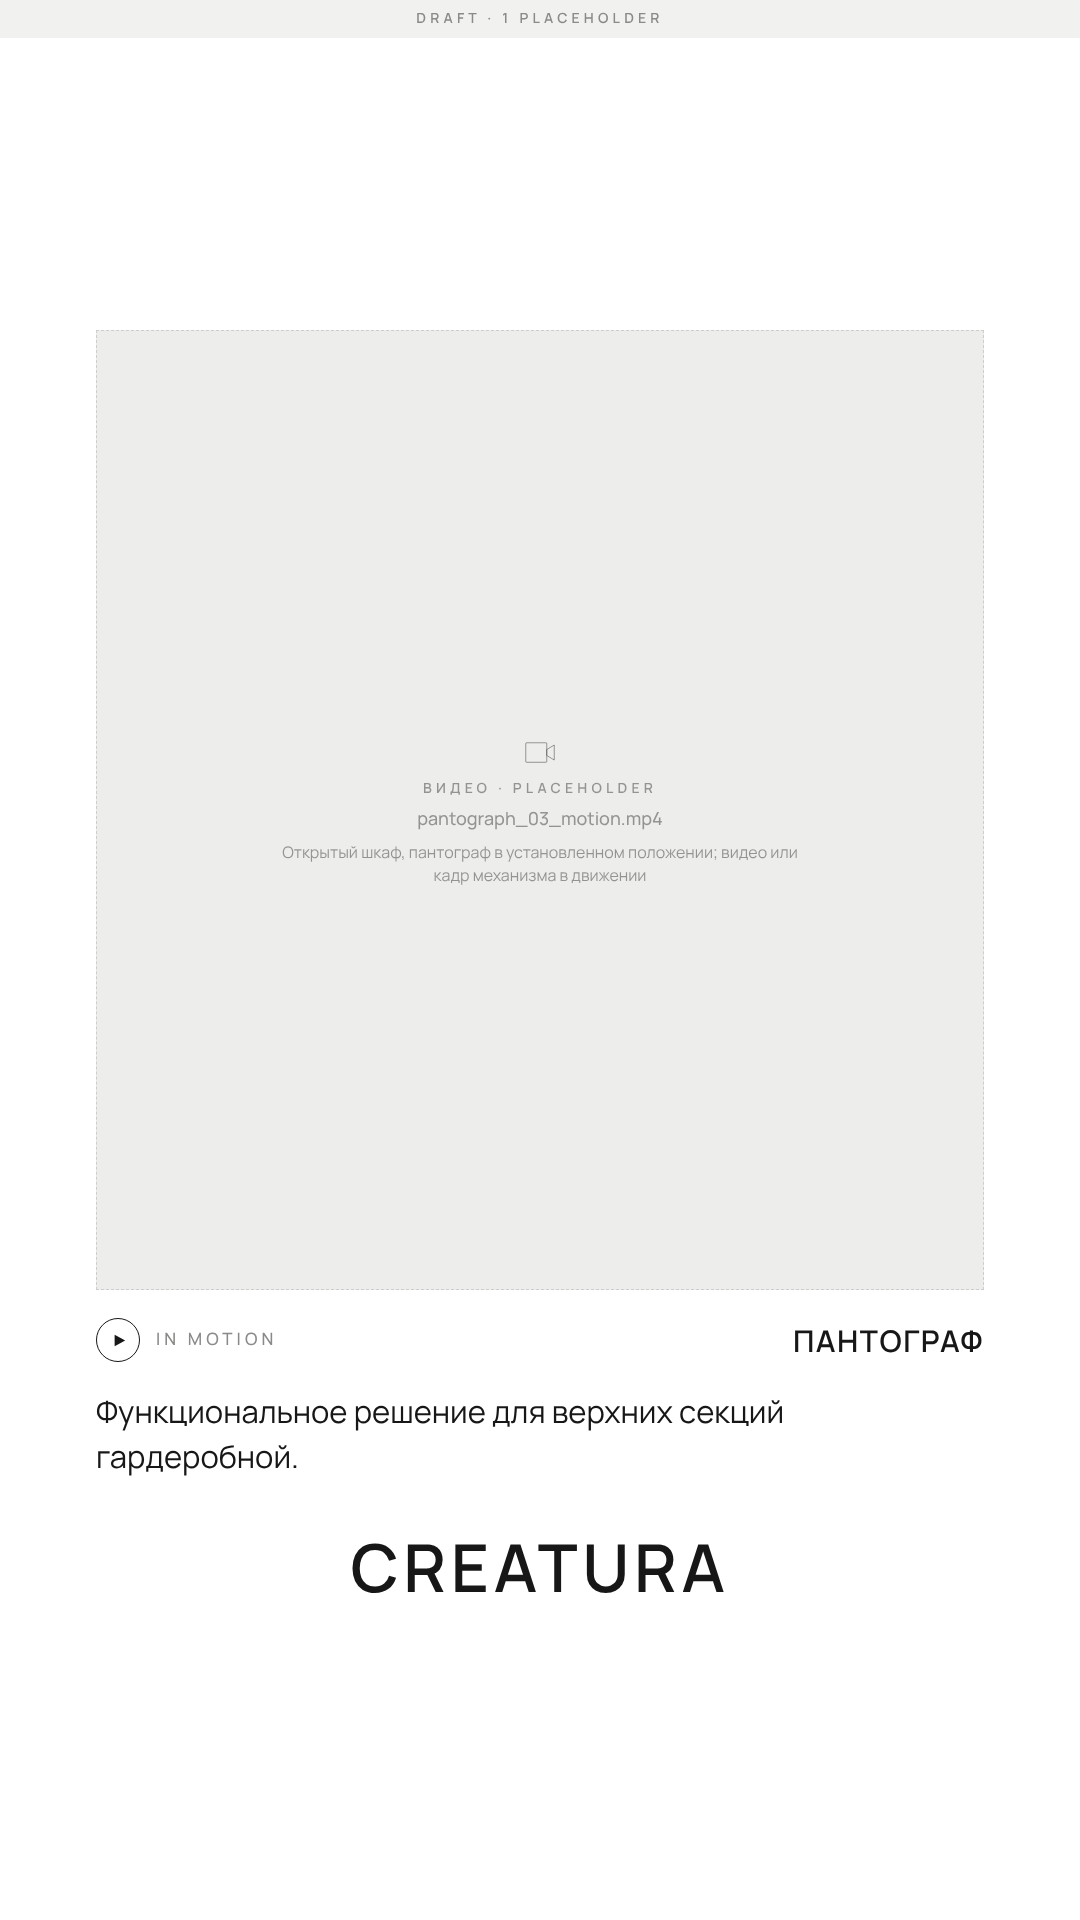 DRAFT · 1 PLACEHOLDER
ВИДЕО · PLACEHOLDER
pantograph_03_motion.mp4
Открытый шкаф, пантограф в установленном положении; видео или
кадр механизма в движении
IN MOTION
ПАНТОГРАФ
Функциональное решение для верхних секций
гардеробной.
CREATURA